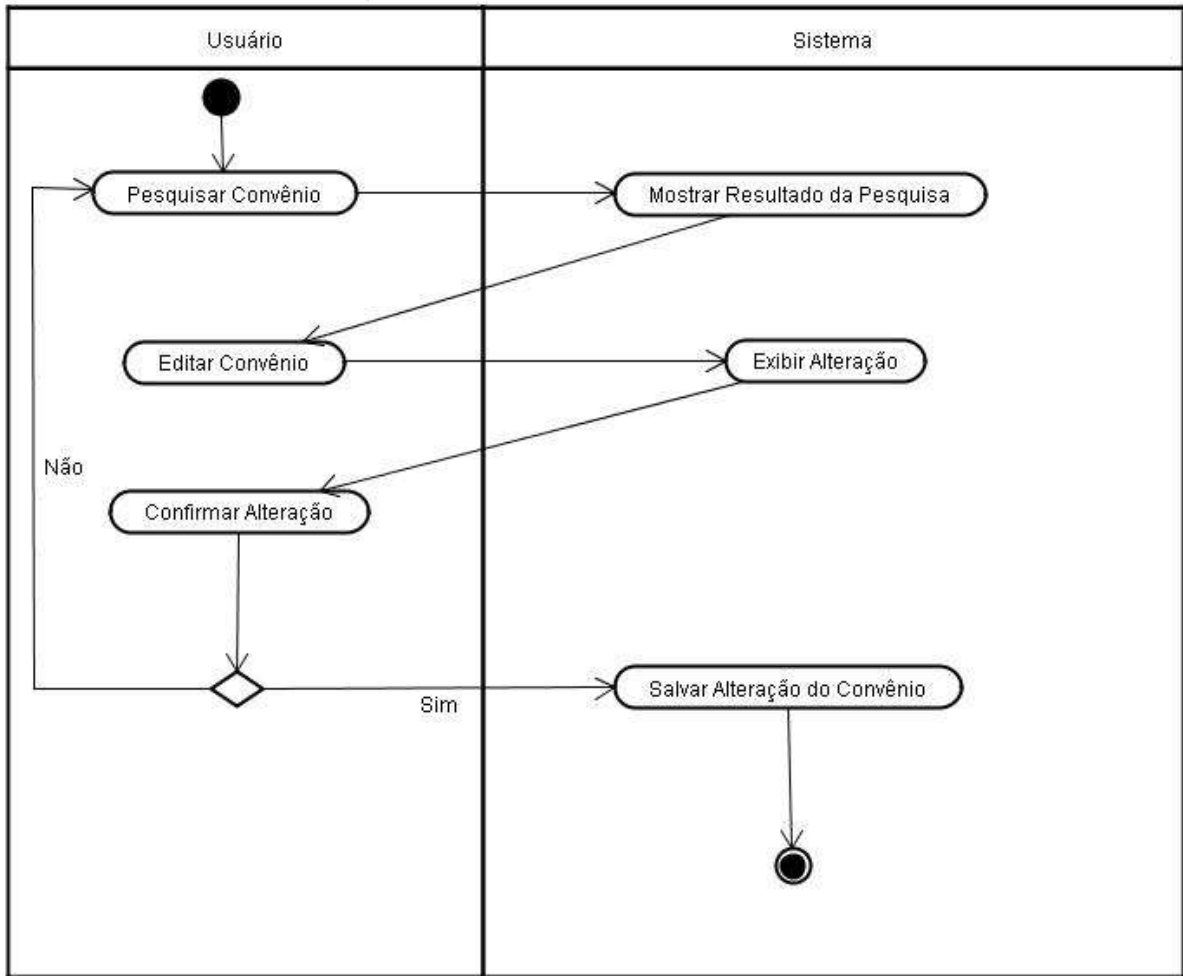 Usuário
Sistema
Pesquisar Convênio
Mostrar Resultado da Pesquisa
Editar Convênio
Exibir Alteração
Não
Confirmar Alteração
Salvar Alteração do Convênio
Sim